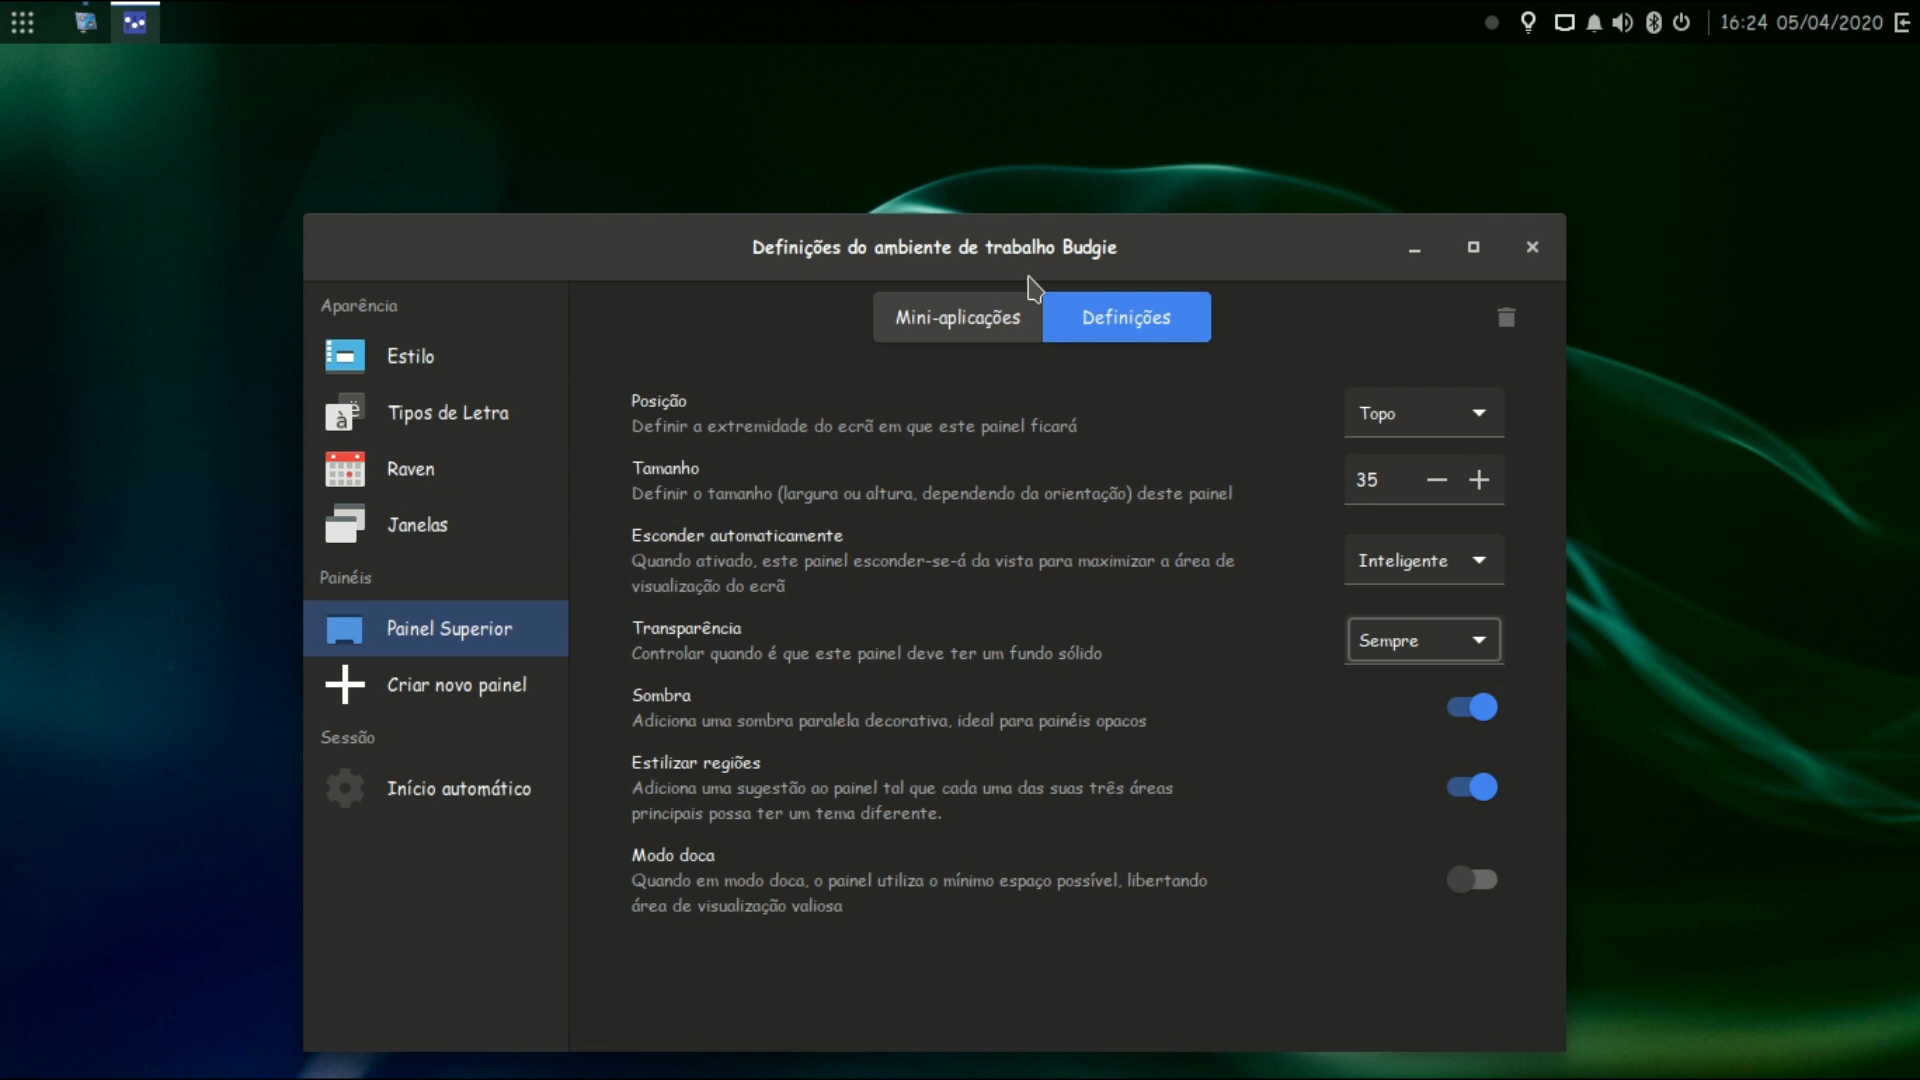 16:24 05/04/2020
Definições do ambiente de trabalho Budgie
Aparência
Estilo
Tipos de Letra
Raven
Janelas
Painéis
Painel Superior
Criar novo painel
Sessão
Início automático
Mini-aplicações
Definições
Posição
Definir a extremidade do ecrã em que este painel ficará
Topo
Tamanho
Definir o tamanho (largura ou altura, dependendo da orientação) deste painel
35
Esconder automaticamente
Quando ativado, este painel esconder-se-á da vista para maximizar a área de
visualização do ecrã
Inteligente
Transparência
Controlar quando é que este painel deve ter um fundo sólido
Sempre
Sombra
Adiciona uma sombra paralela decorativa, ideal para painéis opacos
Estilizar regiões
Adiciona uma sugestão ao painel tal que cada uma das suas três áreas
principais possa ter um tema diferente.
Modo doca
Quando em modo doca, o painel utiliza o mínimo espaço possível, libertando
área de visualização valiosa